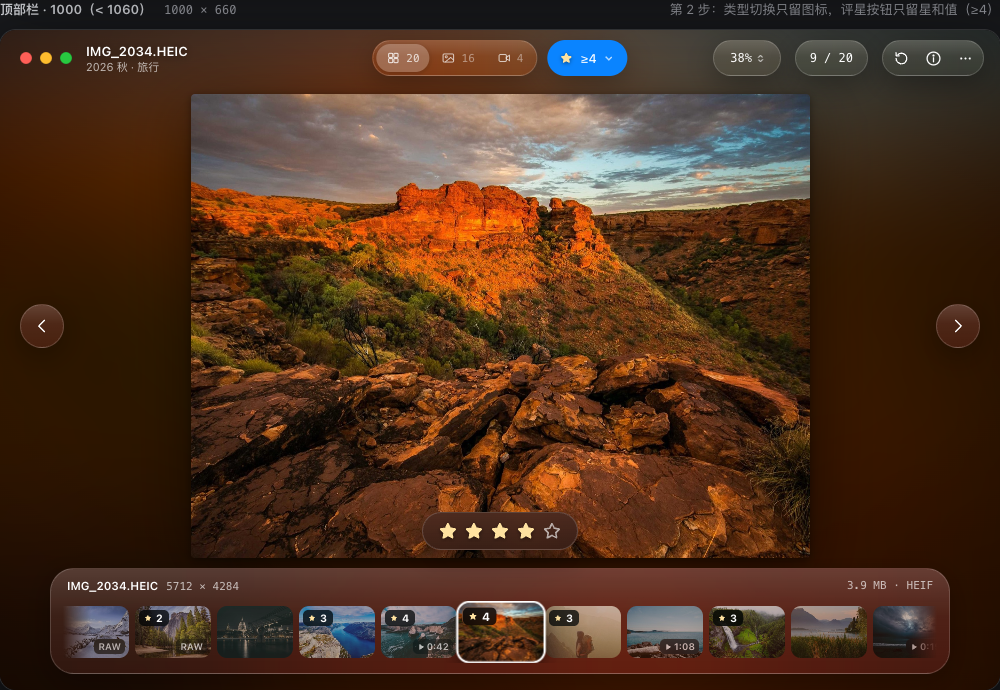 顶部栏 · 1000（< 1060） 1000 × 660
第 2 步：类型切换只留图标，评星按钮只留星和值（≥4）
IMG_2034.HEIC
2026 秋 · 旅行
20 16 4
≥4
38%
9 / 20
IMG_2034.HEIC 5712 × 4284
3.9 MB · HEIF
RAW
2
RAW
3
4
0:42
4
3
1:08
3